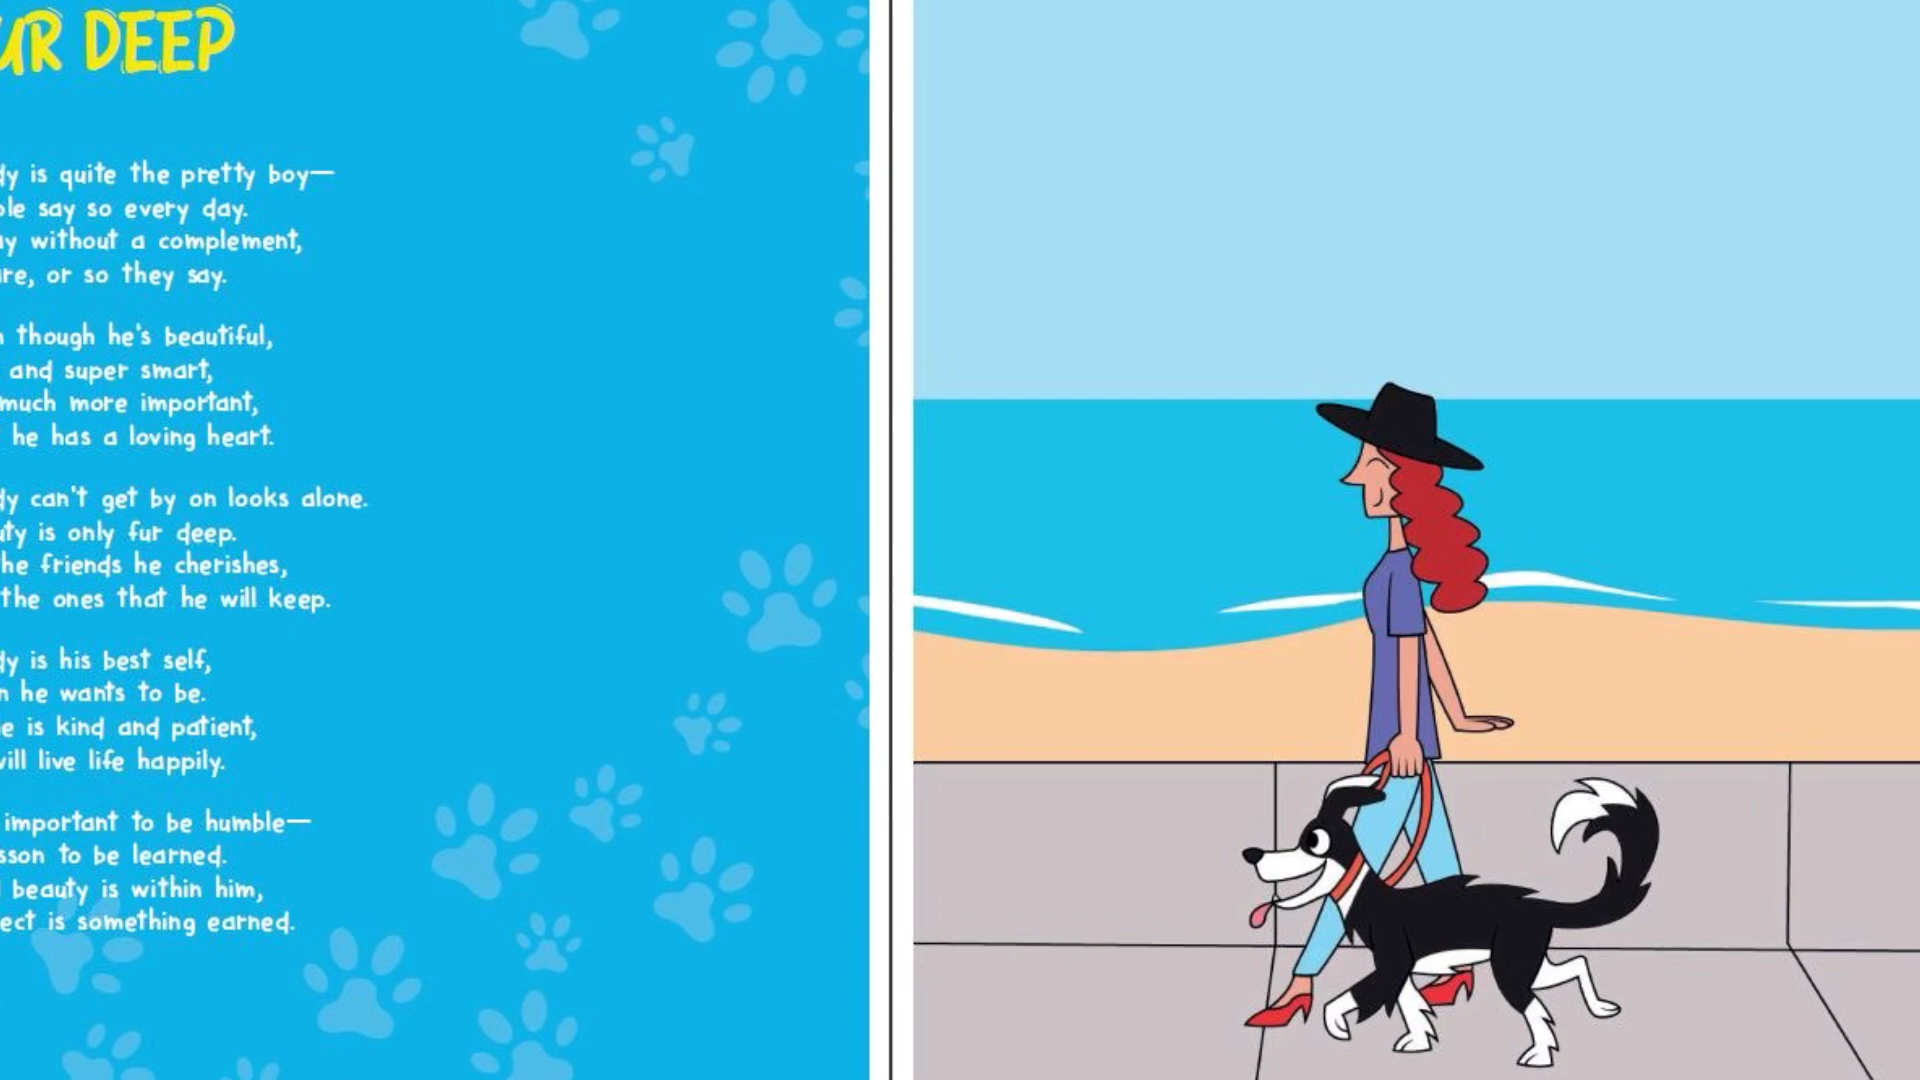 UR DEEP
dy is quite the pretty boy—
ple say so every day.
ay without a complement,
re, or so they say.
n though he's beautiful,
and super smart,
much more important,
he has a loving heart.
dy can't get by on looks alone.
uty is only fur deep.
he friends he cherishes,
the ones that he will keep.
dy is his best self,
n he wants to be.
e is kind and patient,
will live life happily.
important to be humble—
sson to be learned.
l beauty is within him,
ect is something earned.